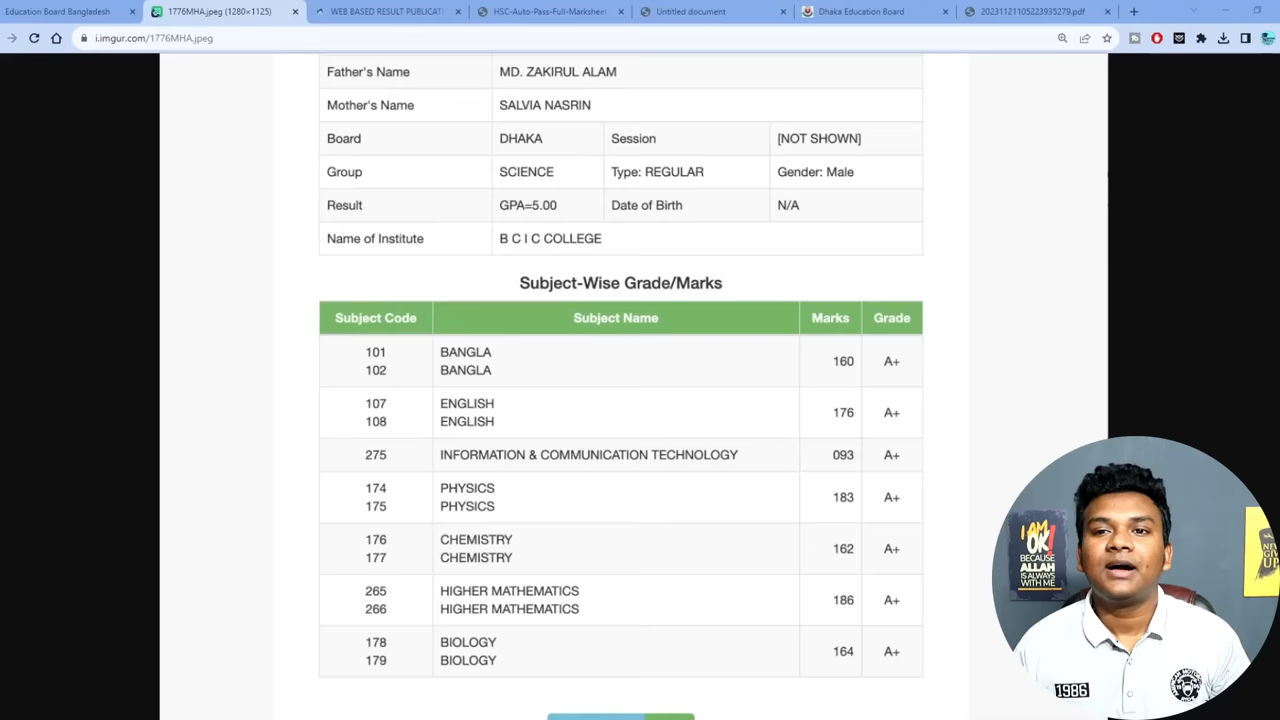 Education Board Bangladesh
1776MHA.jpeg (1280×1125)
WEB BASED RESULT PUBLICAT
HSC-Auto-Pass-Full-Markshee
Untitled document
Dhaka Education Board
20231121105223935279.pdf
i.imgur.com/1776MHA.jpeg
Father's Name MD. ZAKIRUL ALAM
Mother's Name SALVIA NASRIN
Board DHAKA Session [NOT SHOWN]
Group SCIENCE Type: REGULAR Gender: Male
Result GPA=5.00 Date of Birth N/A
Name of Institute B C I C COLLEGE
Subject-Wise Grade/Marks
Subject Code Subject Name Marks Grade
101 BANGLA
102 BANGLA
160 A+
107 ENGLISH
108 ENGLISH
176 A+
275 INFORMATION & COMMUNICATION TECHNOLOGY 093 A+
174 PHYSICS
175 PHYSICS
183 A+
176 CHEMISTRY
177 CHEMISTRY
162 A+
265 HIGHER MATHEMATICS
266 HIGHER MATHEMATICS
186 A+
178 BIOLOGY
179 BIOLOGY
164 A+
I AM
OK!
BECAUSE
ALLAH
IS ALWAYS
WITH ME
NEV
GIV
UP
1986